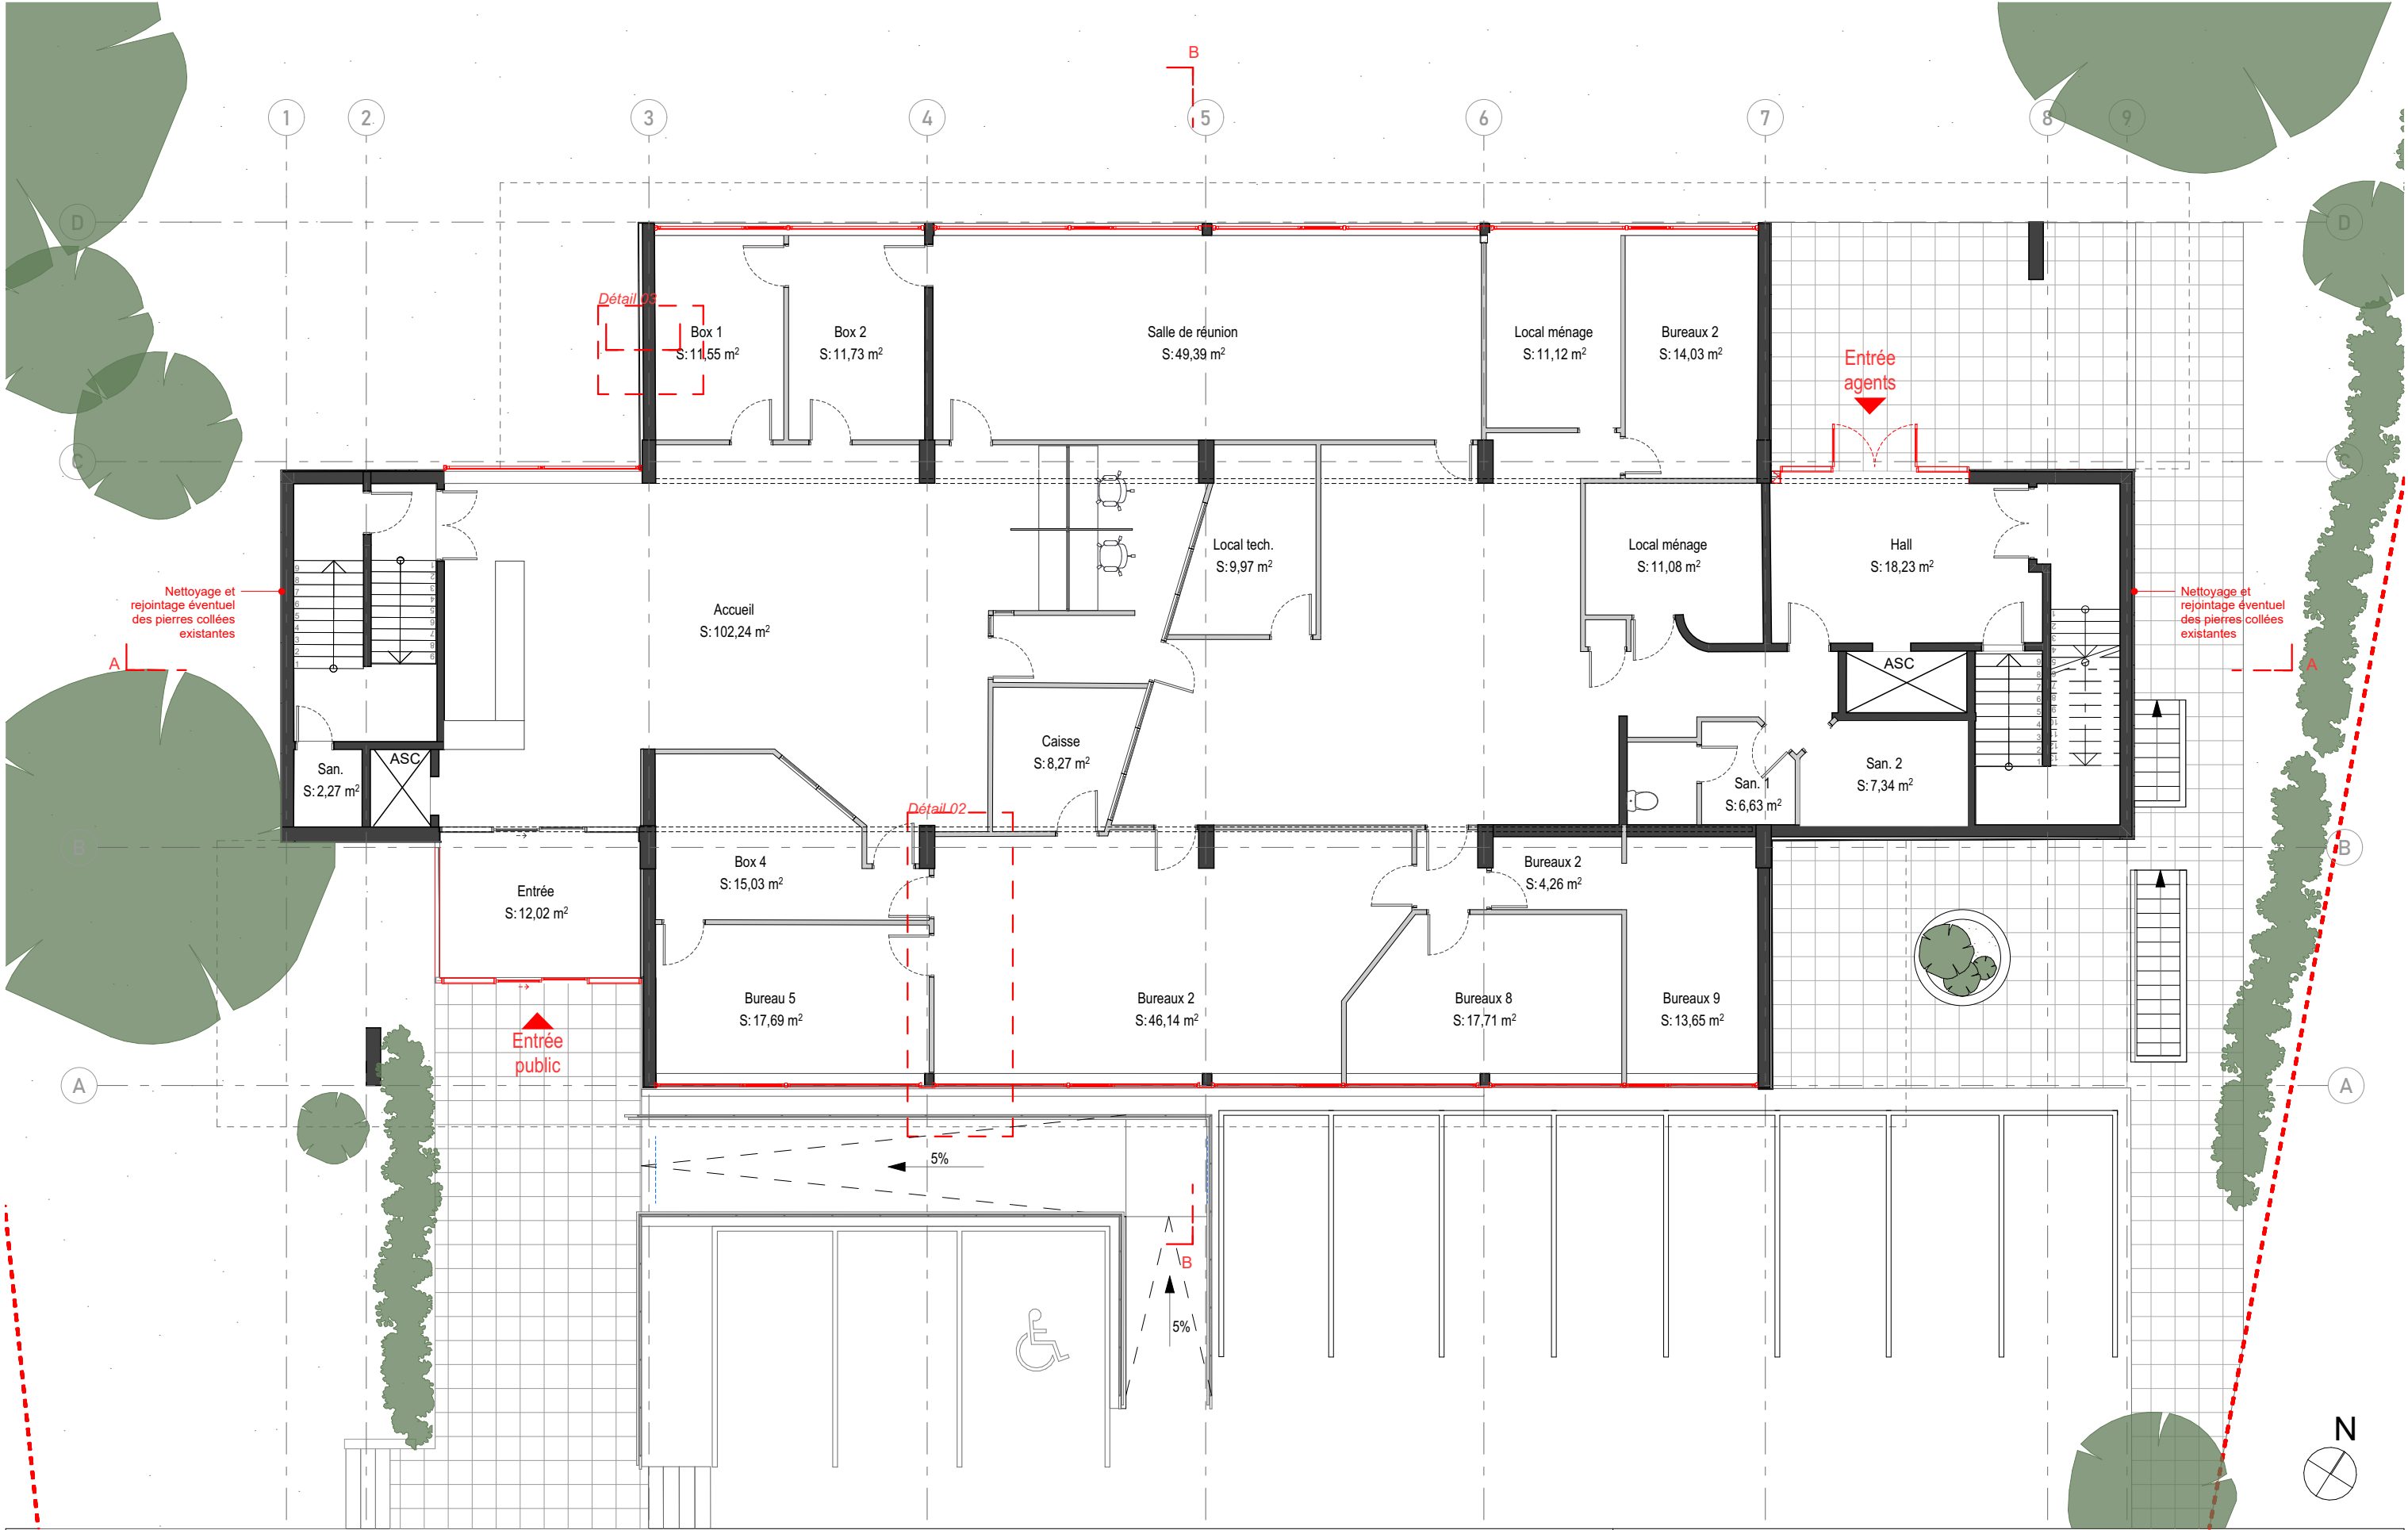 B
1
2
3
4
5
6
7
8
9
D
D
Détail 03
Box 1
S: 11,55 m²
Box 2
S: 11,73 m²
Salle de réunion
S: 49,39 m²
Local ménage
S: 11,12 m²
Bureaux 2
S: 14,03 m²
Entrée
agents
C
C
Nettoyage et
rejointage éventuel
des pierres collées
existantes
Accueil
S: 102,24 m²
Local tech.
S: 9,97 m²
Local ménage
S: 11,08 m²
Hall
S: 18,23 m²
Nettoyage et
rejointage éventuel
des pierres collées
existantes
A
A
ASC
ASC
San.
S: 2,27 m²
Caisse
S: 8,27 m²
San. 1
S: 6,63 m²
San. 2
S: 7,34 m²
Détail 02
B
B
Entrée
S: 12,02 m²
Box 4
S: 15,03 m²
Bureaux 2
S: 4,26 m²
Bureau 5
S: 17,69 m²
Bureaux 2
S: 46,14 m²
Bureaux 8
S: 17,71 m²
Bureaux 9
S: 13,65 m²
Entrée
public
A
A
5%
B
5%
N